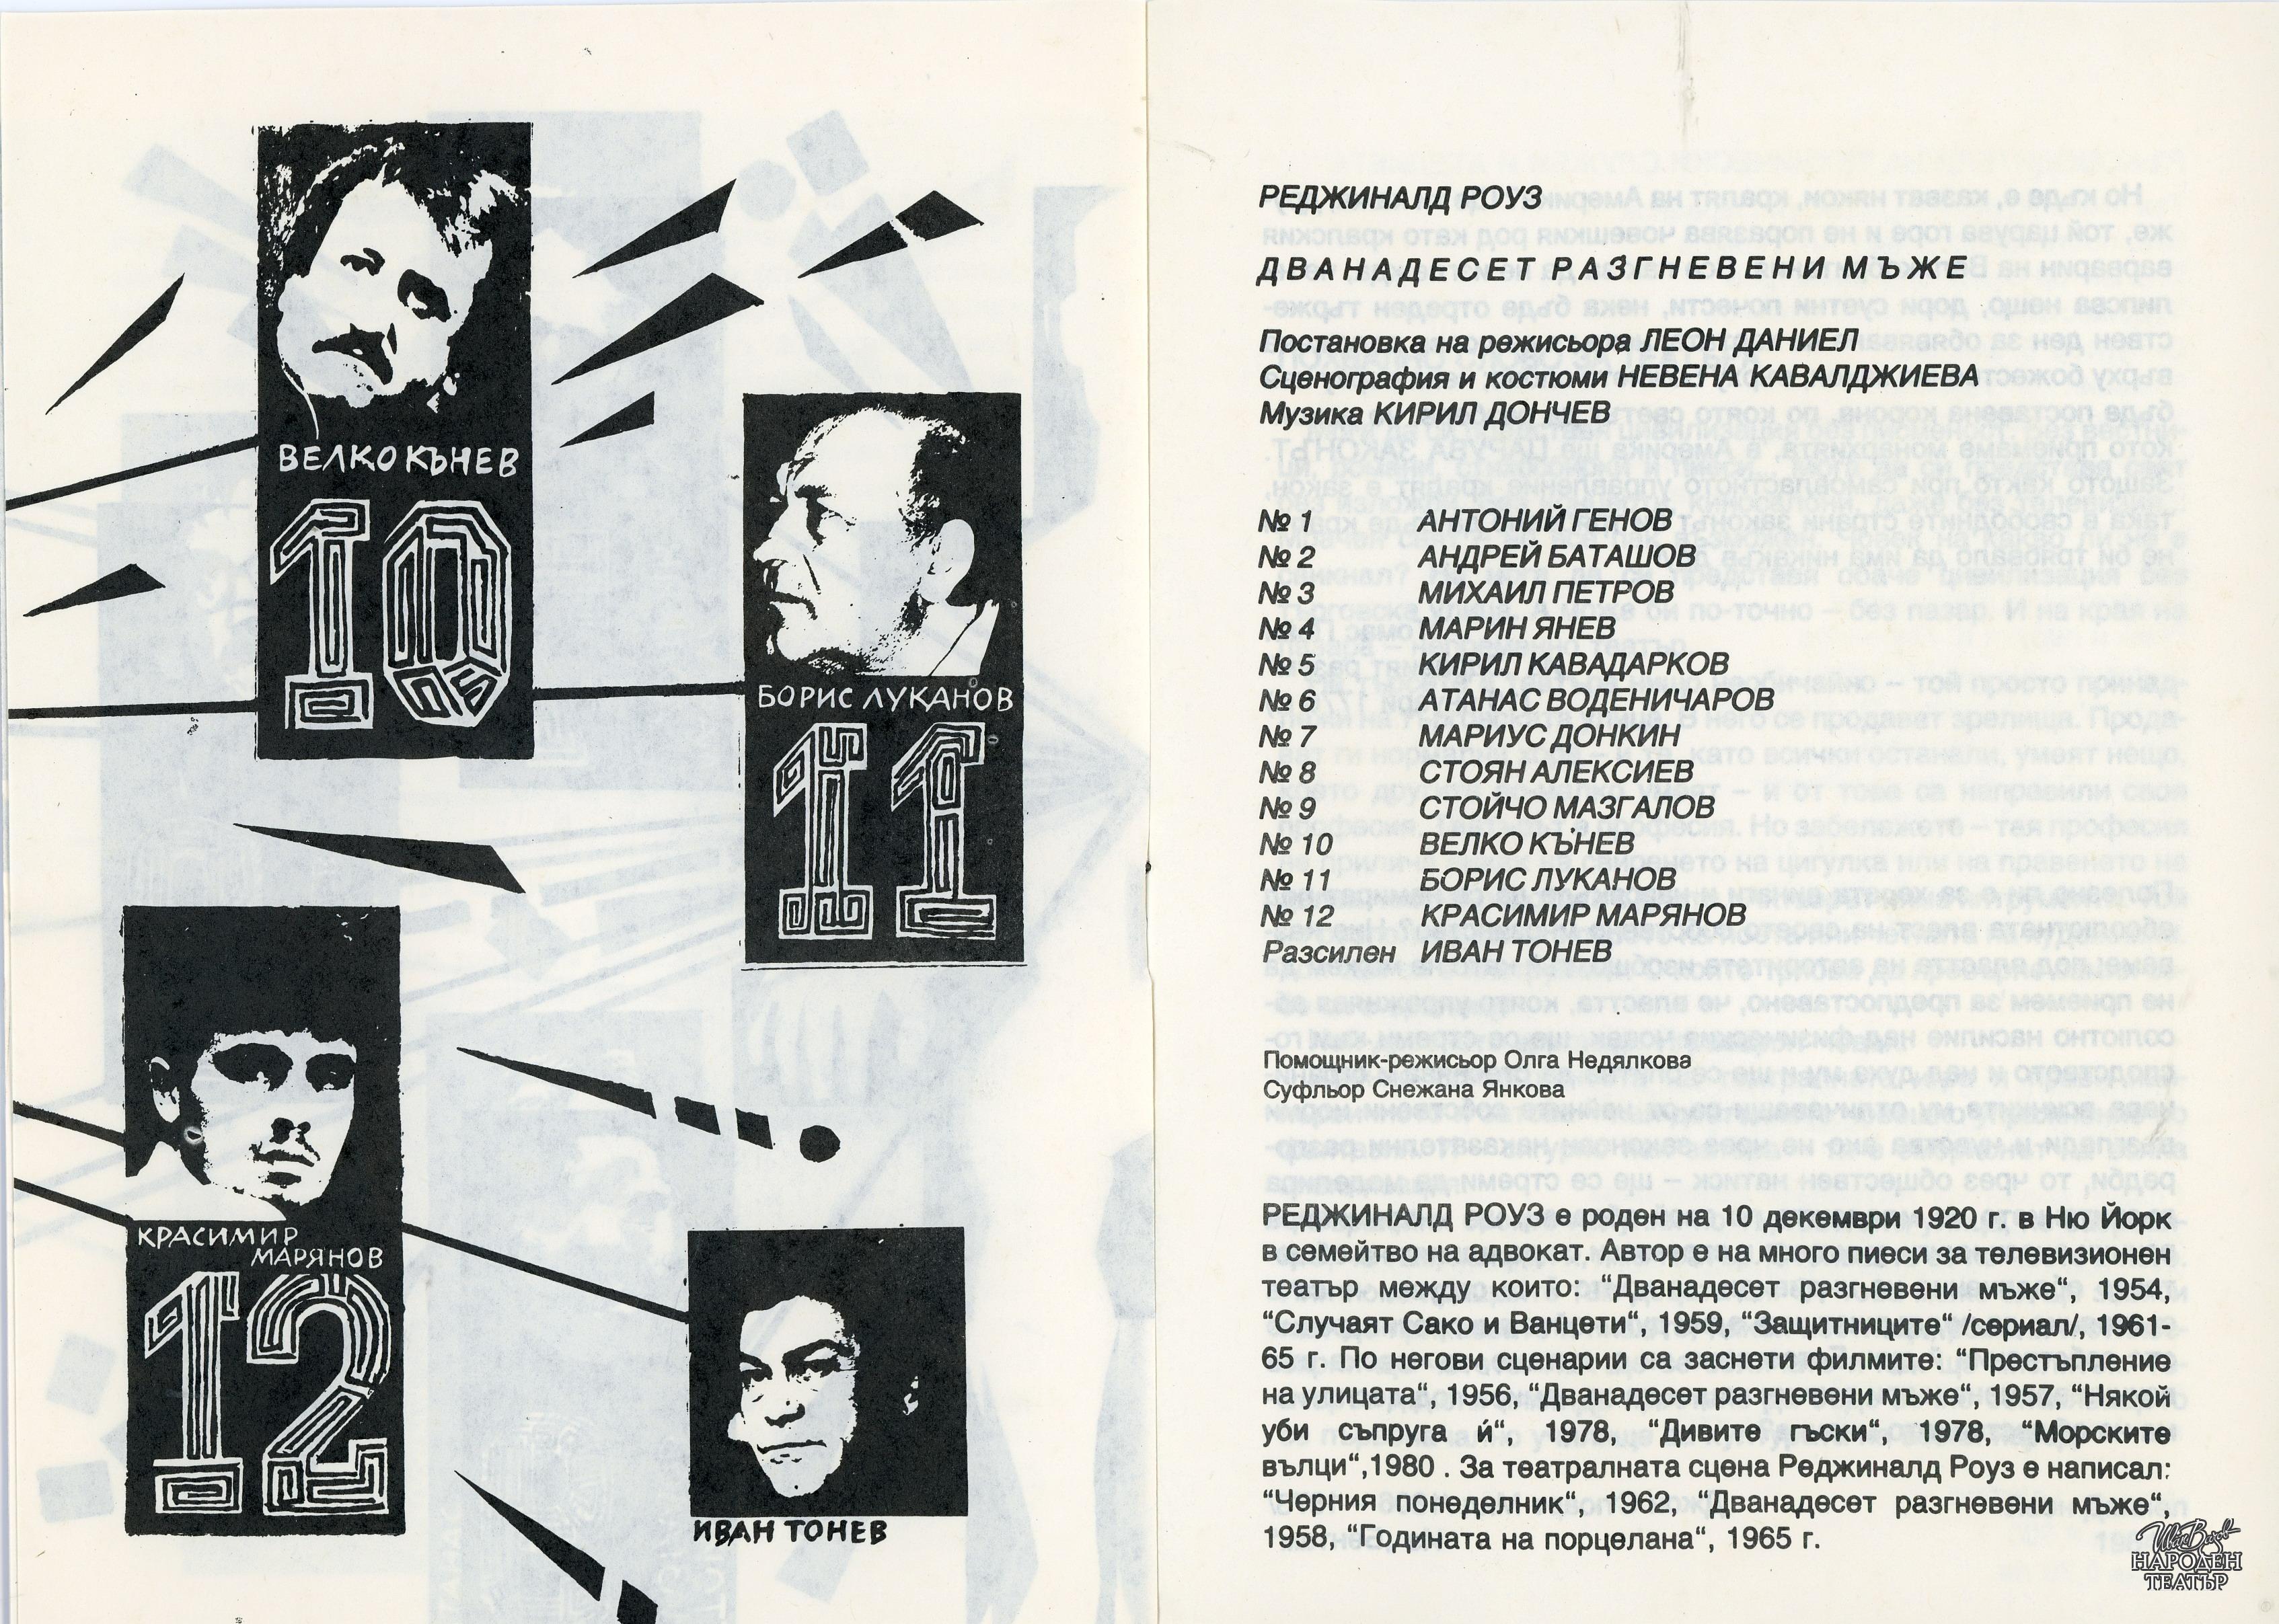 ВЕЛКО КЪНЕВ
10
БОРИС ЛУКАНОВ
11
КРАСИМИР
МАРЯНОВ
12
ИВАН ТОНЕВ
РЕДЖИНАЛД РОУЗ
ДВАНАДЕСЕТ РАЗГНЕВЕНИ МЪЖЕ
Постановка на режисьора ЛЕОН ДАНИЕЛ
Сценография и костюми НЕВЕНА КАВАЛДЖИЕВА
Музика КИРИЛ ДОНЧЕВ
№ 1 АНТОНИЙ ГЕНОВ
№ 2 АНДРЕЙ БАТАШОВ
№ 3 МИХАИЛ ПЕТРОВ
№ 4 МАРИН ЯНЕВ
№ 5 КИРИЛ КАВАДАРКОВ
№ 6 АТАНАС ВОДЕНИЧАРОВ
№ 7 МАРИУС ДОНКИН
№ 8 СТОЯН АЛЕКСИЕВ
№ 9 СТОЙЧО МАЗГАЛОВ
№ 10 ВЕЛКО КЪНЕВ
№ 11 БОРИС ЛУКАНОВ
№ 12 КРАСИМИР МАРЯНОВ
Разсилен ИВАН ТОНЕВ
Помощник-режисьор Олга Недялкова
Суфльор Снежана Янкова
РЕДЖИНАЛД РОУЗ е роден на 10 декември 1920 г. в Ню Йорк
в семейтво на адвокат. Автор е на много пиеси за телевизионен
театър между които: “Дванадесет разгневени мъже“, 1954,
“Случаят Сако и Ванцети“, 1959, “Защитниците“ /сериал/, 1961-
65 г. По негови сценарии са заснети филмите: “Престъпление
на улицата“, 1956, “Дванадесет разгневени мъже“, 1957, “Някой
уби съпруга ѝ“, 1978, “Дивите гъски“, 1978, “Морските
вълци“,1980 . За театралната сцена Реджиналд Роуз е написал:
“Черния понеделник“, 1962, “Дванадесет разгневени мъже“,
1958, “Годината на порцелана“, 1965 г.
Иван Вазов
НАРОДЕН
ТЕАТЪР